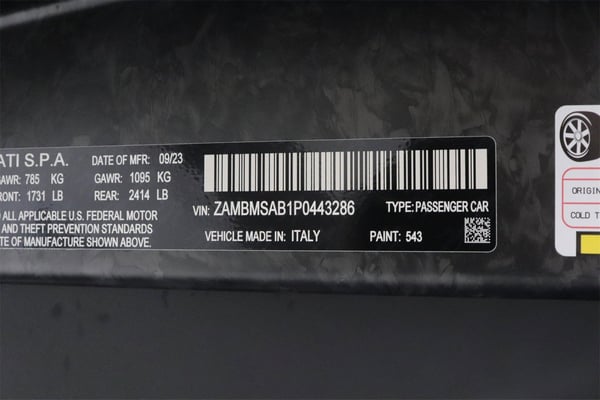 ATI S.P.A. DATE OF MFR: 09/23
GAWR: 785 KG GAWR: 1095 KG
FRONT: 1731 LB REAR: 2414 LB
O ALL APPLICABLE U.S. FEDERAL MOTOR
AND THEFT PREVENTION STANDARDS
TE OF MANUFACTURE SHOWN ABOVE.
VIN: ZAMBMSAB1P0443286 TYPE: PASSENGER CAR
VEHICLE MADE IN: ITALY PAINT: 543
ORIGIN
COLD T